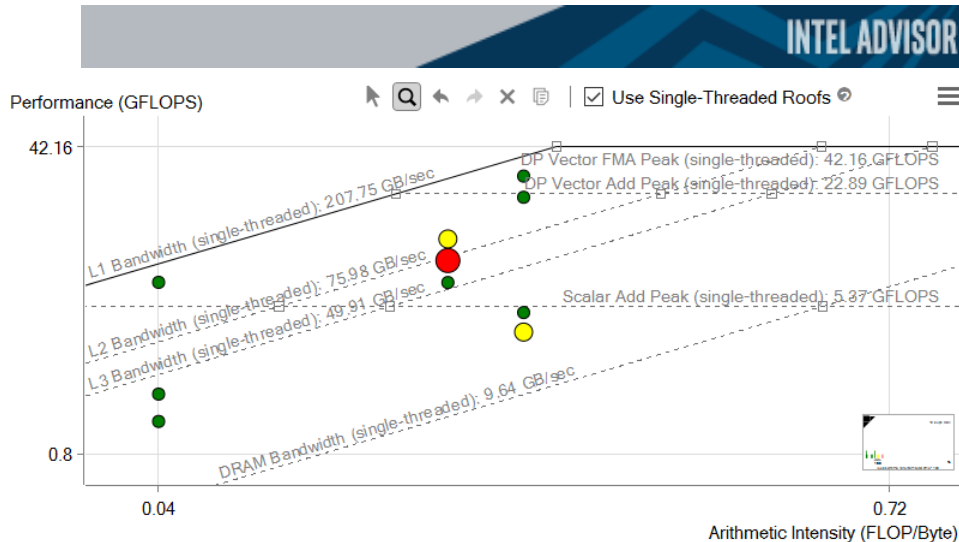 INTEL ADVISOR
Performance (GFLOPS)
Use Single-Threaded Roofs
42.16
DP Vector FMA Peak (single-threaded): 42.16 GFLOPS
DP Vector Add Peak (single-threaded): 22.89 GFLOPS
L1 Bandwidth (single-threaded): 207.75 GB/sec
L2 Bandwidth (single-threaded): 75.98 GB/sec
Scalar Add Peak (single-threaded): 5.37 GFLOPS
L3 Bandwidth (single-threaded): 49.91 GB/sec
DRAM Bandwidth (single-threaded): 9.64 GB/sec
0.8
0.04
0.72
Arithmetic Intensity (FLOP/Byte)